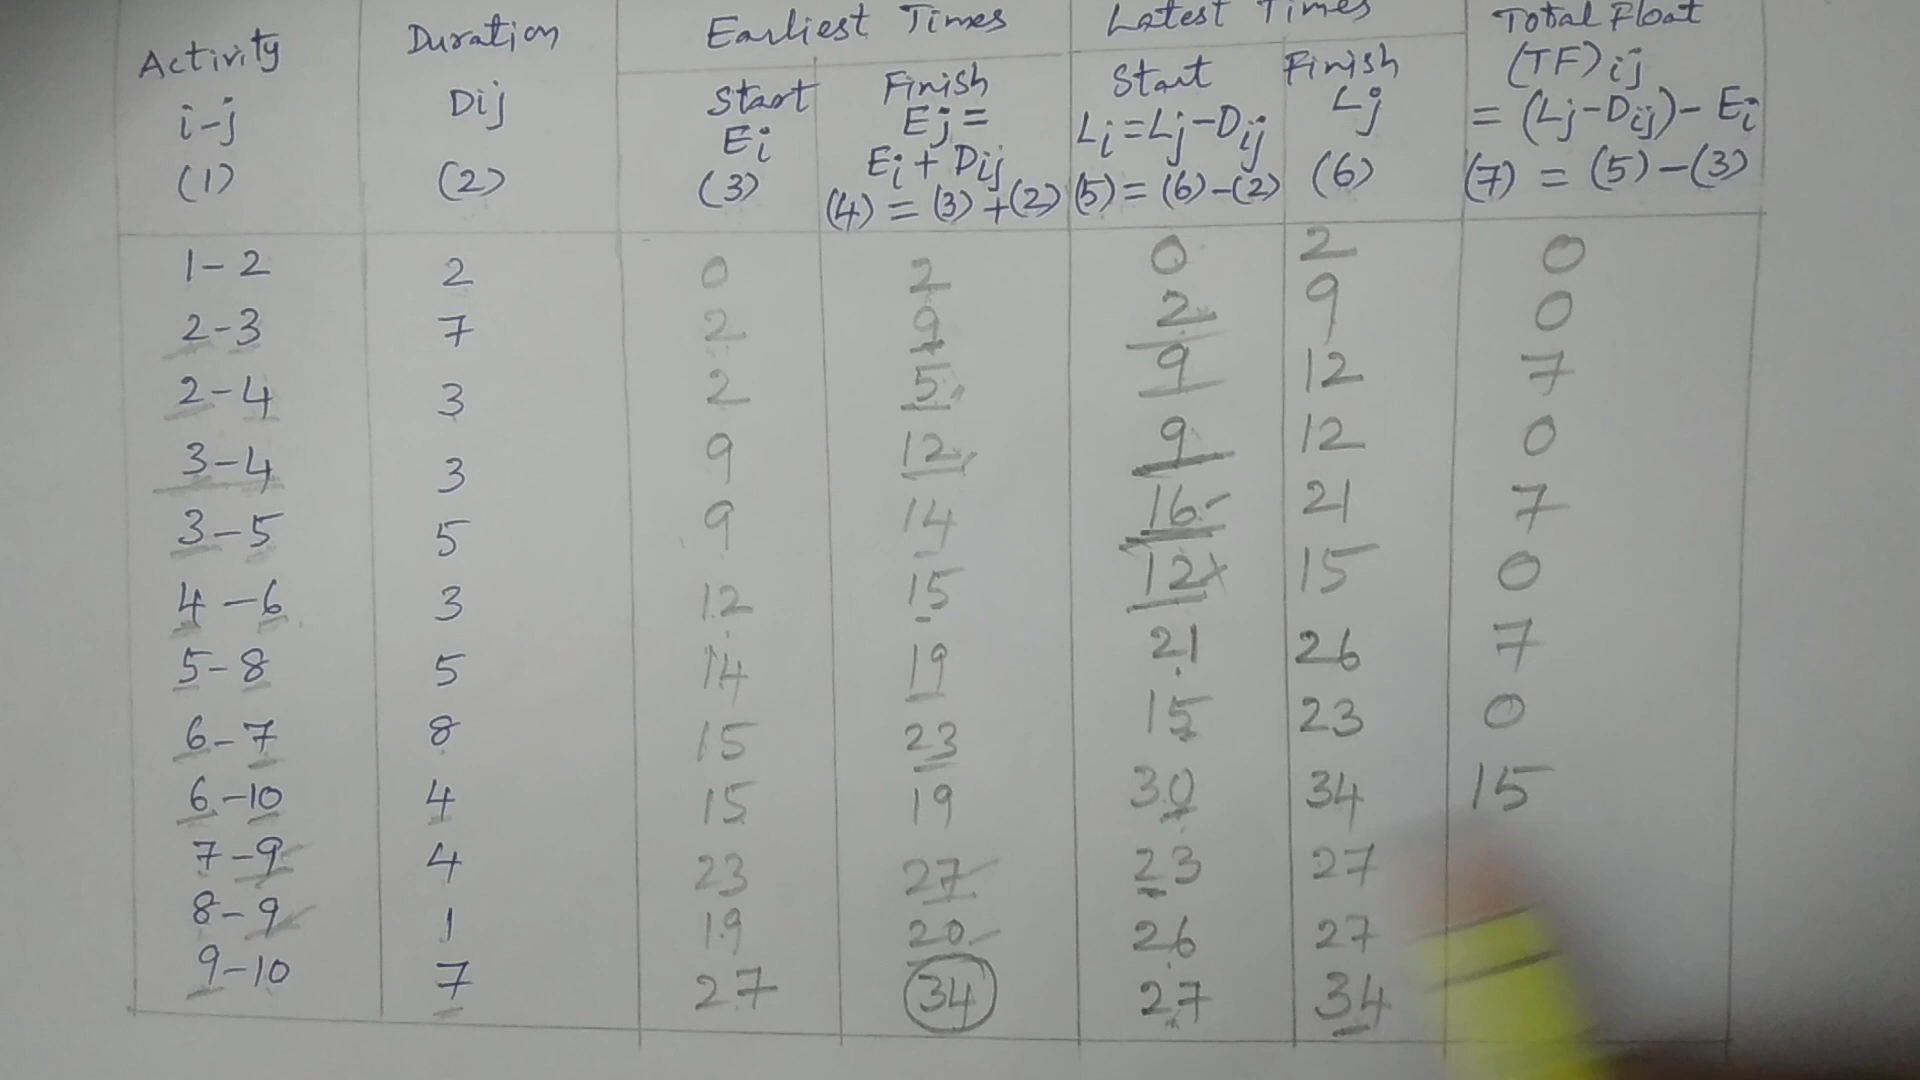 Activity Duration Earliest Times Latest Times Total Float
i-j Dij Start Finish Start Finish (TF)ij
Ei Ej = Li=Lj-Dij Lj = (Lj-Dij)-Ei
Ei + Dij
(1) (2) (3) (4) = (3)+(2) (5) = (6)-(2) (6) (7) = (5)-(3)
1-2 2 0 2 0 2 0
2-3 7 2 9 2 9 0
2-4 3 2 5 9 12 7
3-4 3 9 12 9 12 0
3-5 5 9 14 16 21 7
4-6 3 12 15 12 15 0
5-8 5 14 19 21 26 7
6-7 8 15 23 15 23 0
6-10 4 15 19 30 34 15
7-9 4 23 27 23 27
8-9 1 19 20 26 27
9-10 7 27 34 27 34